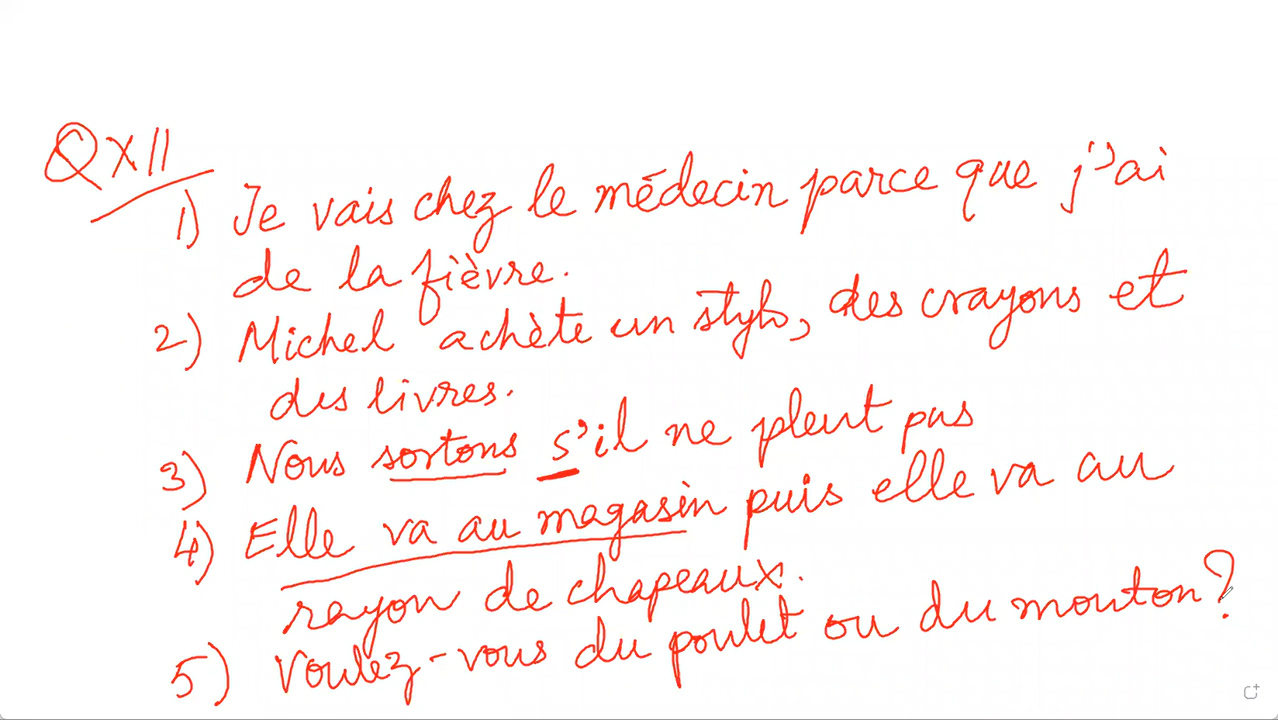 Q XII
1) Je vais chez le médecin parce que j'ai
de la fièvre.
2) Michel achète un stylo, des crayons et
des livres.
3) Nous sortons s'il ne pleut pas
4) Elle va au magasin puis elle va au
rayon de chapeaux.
5) Voulez-vous du poulet ou du mouton?